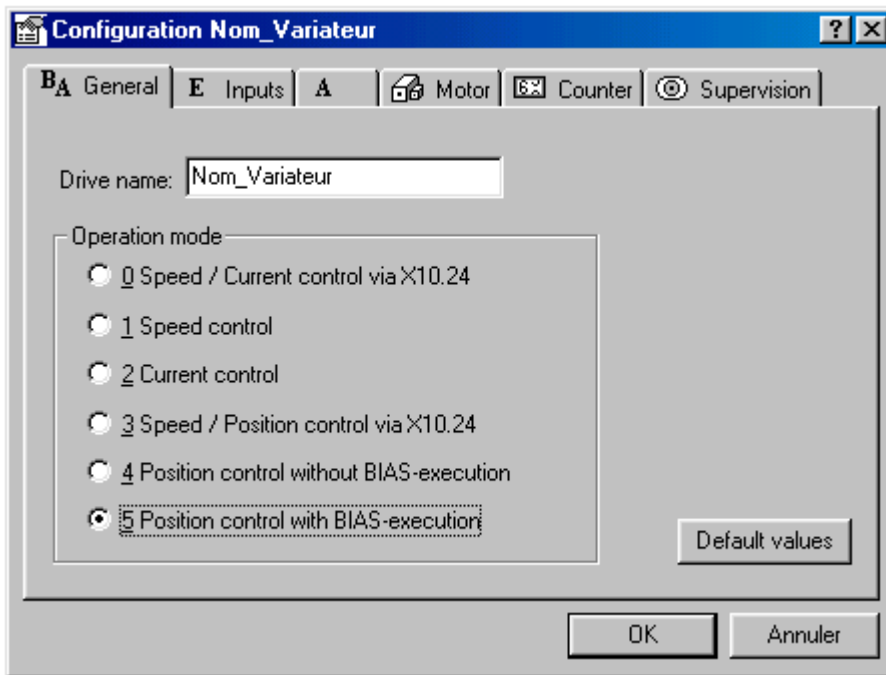 Configuration Nom_Variateur
BA General E Inputs A Motor 6X Counter Supervision
Drive name: Nom_Variateur
Operation mode
0 Speed / Current control via X10.24
1 Speed control
2 Current control
3 Speed / Position control via X10.24
4 Position control without BIAS-execution
5 Position control with BIAS-execution
Default values
OK Annuler